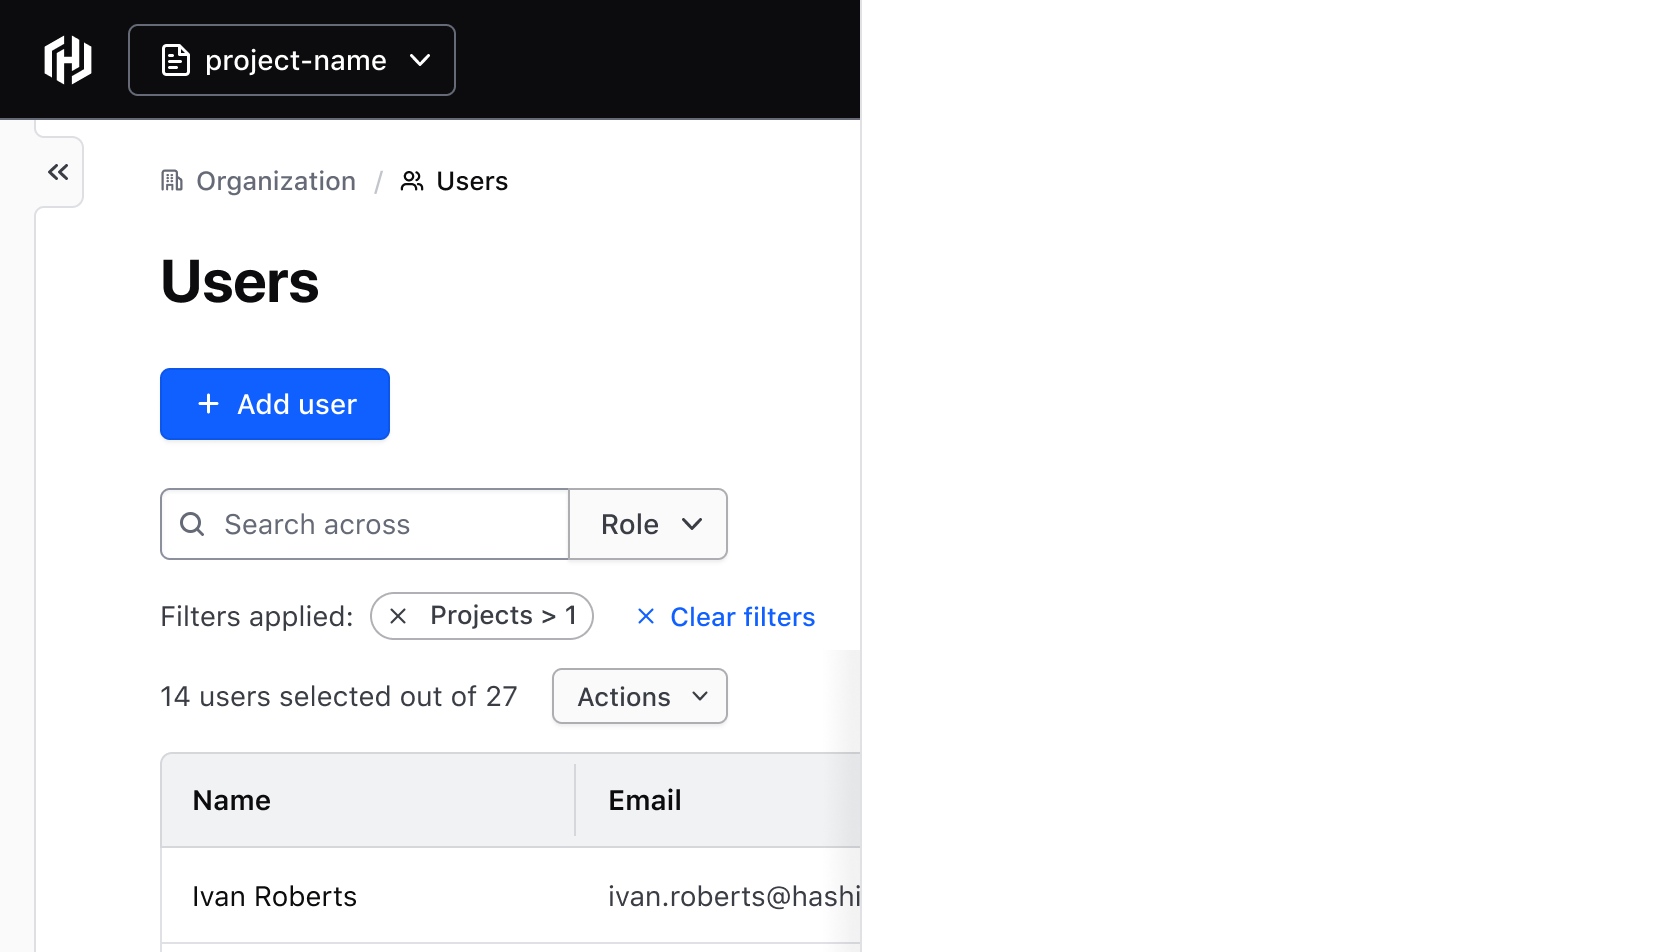 project-name
Organization / Users
Users
+ Add user
Search across
Role
Filters applied: Projects > 1 Clear filters
14 users selected out of 27 Actions
Name Email
Ivan Roberts ivan.roberts@hashi